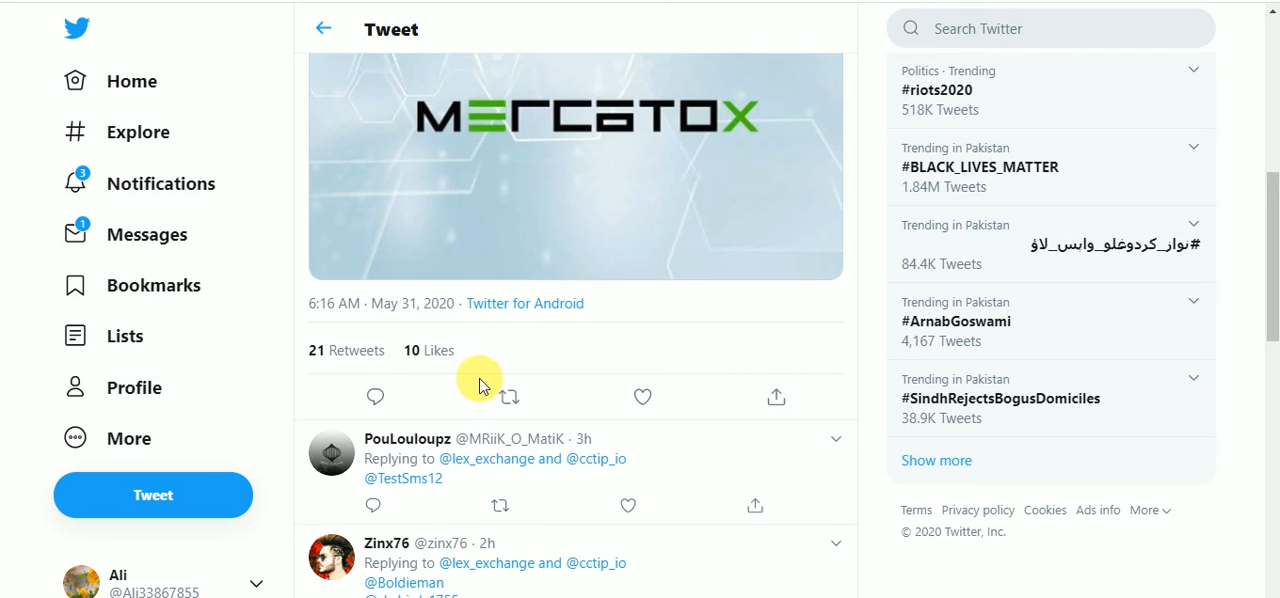 Home
Explore
3
Notifications
1
Messages
Bookmarks
Lists
Profile
More
Tweet
Ali
@Ali33867855
Tweet
MERCATOX
6:16 AM · May 31, 2020 · Twitter for Android
21 Retweets 10 Likes
PouLouloupz @MRiiK_O_MatiK · 3h
Replying to @lex_exchange and @cctip_io
@TestSms12
Zinx76 @zinx76 · 2h
Replying to @lex_exchange and @cctip_io
@Boldieman
Search Twitter
Politics · Trending
#riots2020
518K Tweets
Trending in Pakistan
#BLACK_LIVES_MATTER
1.84M Tweets
Trending in Pakistan
#نواز_کردوغلو_واپس_لاؤ
84.4K Tweets
Trending in Pakistan
#ArnabGoswami
4,167 Tweets
Trending in Pakistan
#SindhRejectsBogusDomiciles
38.9K Tweets
Show more
Terms Privacy policy Cookies Ads info More
© 2020 Twitter, Inc.